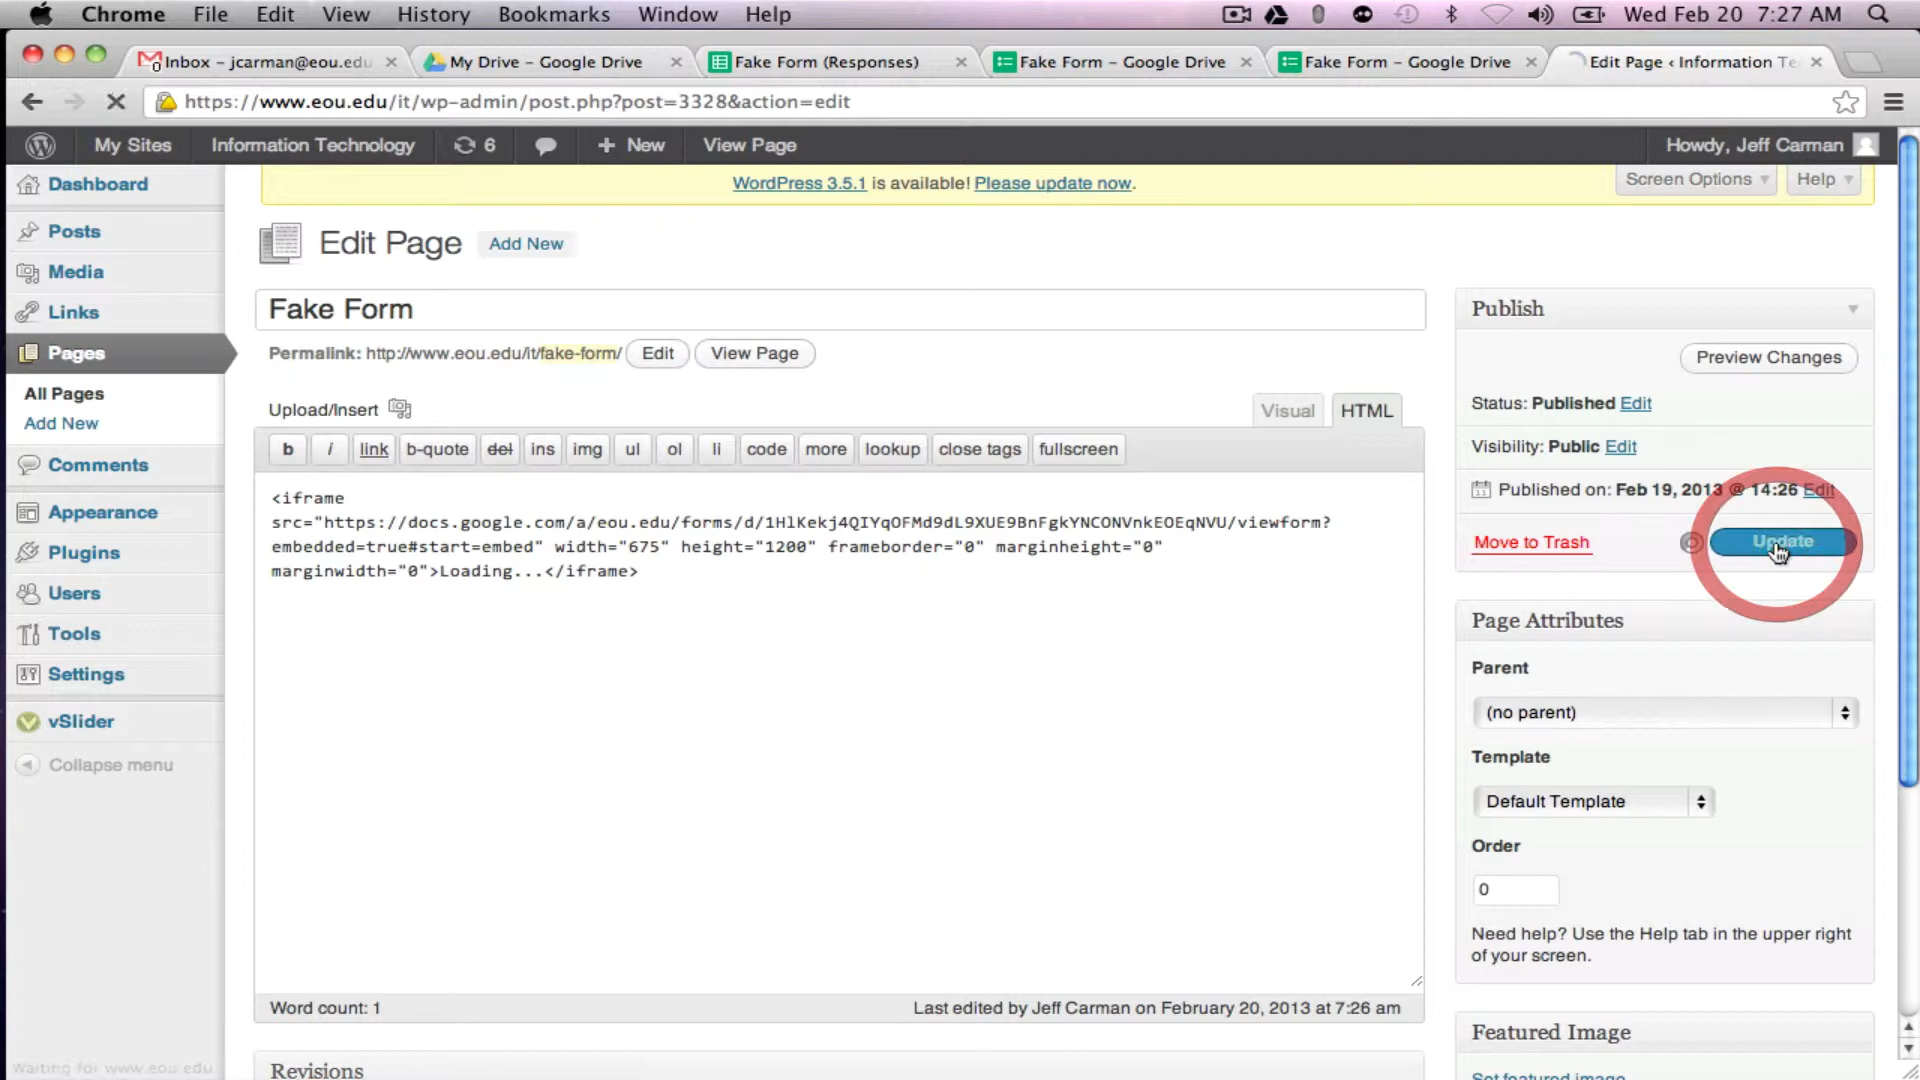 Chrome File Edit View History Bookmarks Window Help Wed Feb 20 7:27 AM
Inbox – jcarman@eou.edu My Drive – Google Drive Fake Form (Responses) Fake Form – Google Drive Fake Form – Google Drive Edit Page ‹ Information Te
https://www.eou.edu/it/wp-admin/post.php?post=3328&action=edit
My Sites Information Technology 6 + New View Page Howdy, Jeff Carman
WordPress 3.5.1 is available! Please update now.
Screen Options Help
Dashboard
Posts
Media
Links
Pages
All Pages
Add New
Comments
Appearance
Plugins
Users
Tools
Settings
vSlider
Collapse menu
Edit Page Add New
Fake Form
Permalink: http://www.eou.edu/it/fake-form/ Edit View Page
Upload/Insert Visual HTML
b i link b-quote del ins img ul ol li code more lookup close tags fullscreen
<iframe
src="https://docs.google.com/a/eou.edu/forms/d/1HlKekj4QIYqOFMd9dL9XUE9BnFgkYNCONVnkEOEqNVU/viewform?
embedded=true#start=embed" width="675" height="1200" frameborder="0" marginheight="0"
marginwidth="0">Loading...</iframe>
Word count: 1 Last edited by Jeff Carman on February 20, 2013 at 7:26 am
Revisions
Publish
Preview Changes
Status: Published Edit
Visibility: Public Edit
Published on: Feb 19, 2013 @ 14:26 Edit
Move to Trash Update
Page Attributes
Parent
(no parent)
Template
Default Template
Order
0
Need help? Use the Help tab in the upper right
of your screen.
Featured Image
Set featured image
Waiting for www.eou.edu